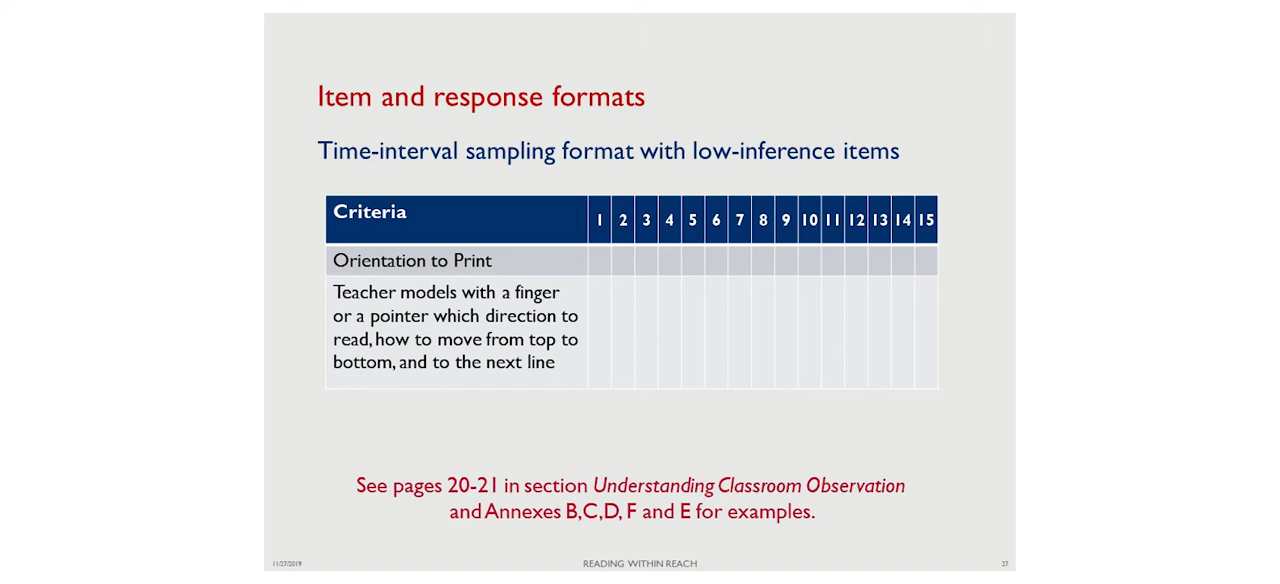 Item and response formats
Time-interval sampling format with low-inference items
Criteria 1 2 3 4 5 6 7 8 9 10 11 12 13 14 15
Orientation to Print
Teacher models with a finger
or a pointer which direction to
read, how to move from top to
bottom, and to the next line
See pages 20-21 in section Understanding Classroom Observation
and Annexes B,C,D, F and E for examples.
11/27/2019 READING WITHIN REACH 27